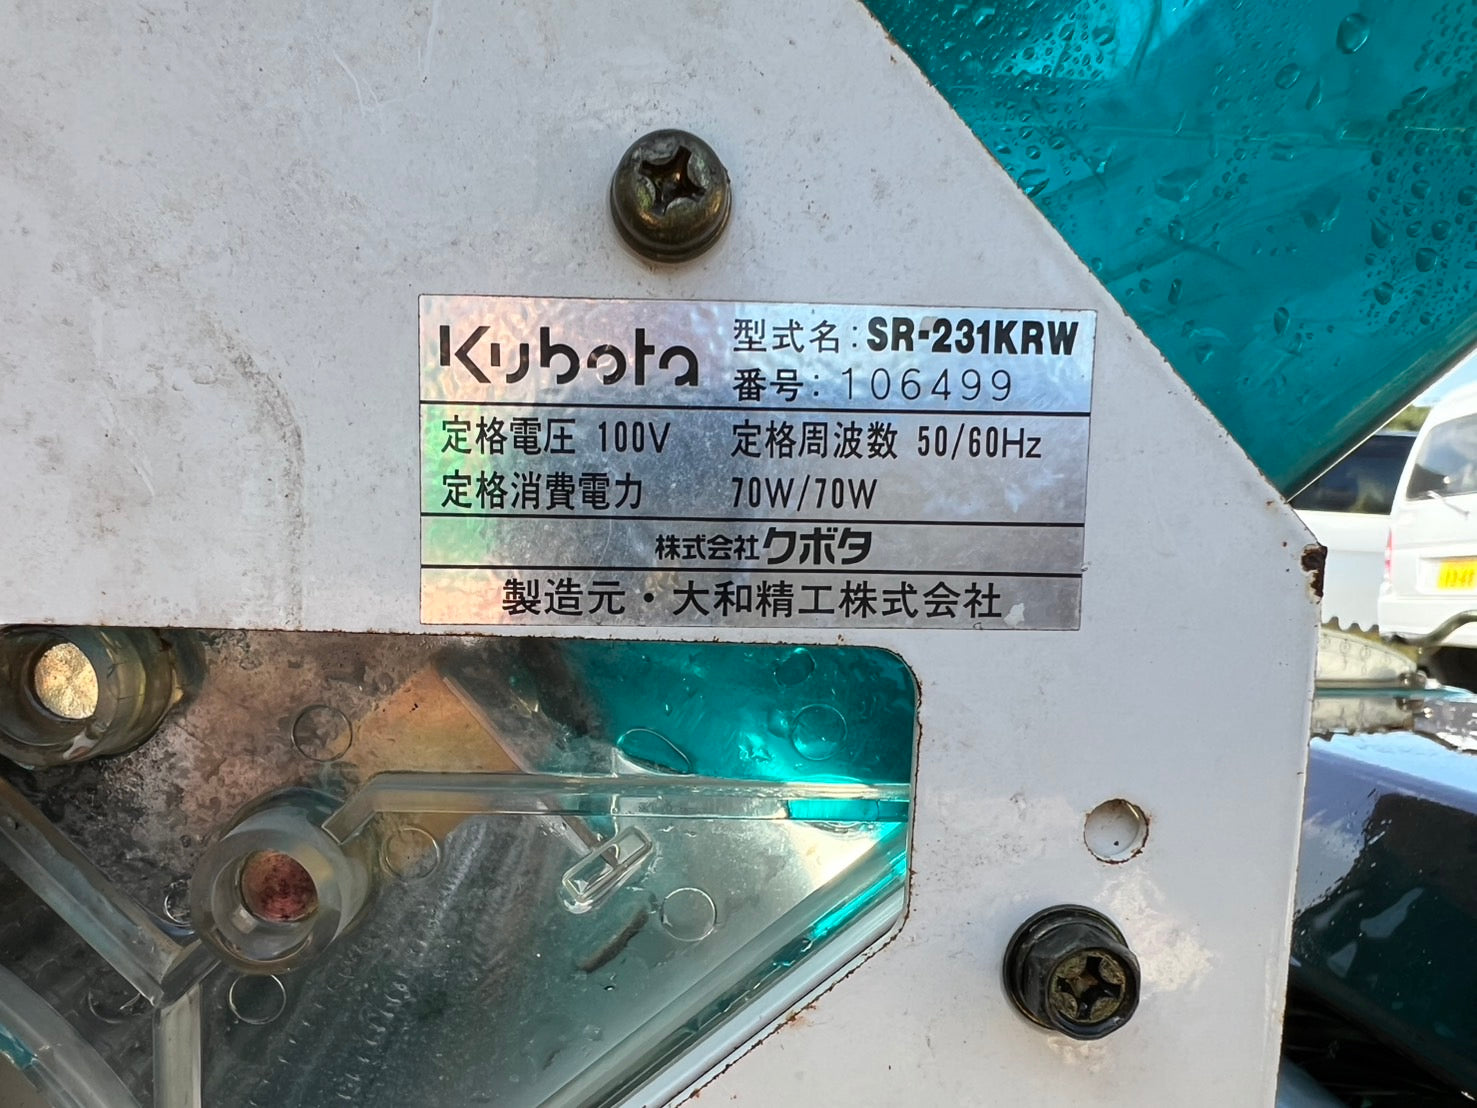 Kubota
型式名:SR-231KRW
番号:106499
定格電圧 100V 定格周波数 50/60Hz
定格消費電力 70W/70W
株式会社クボタ
製造元・大和精工株式会社